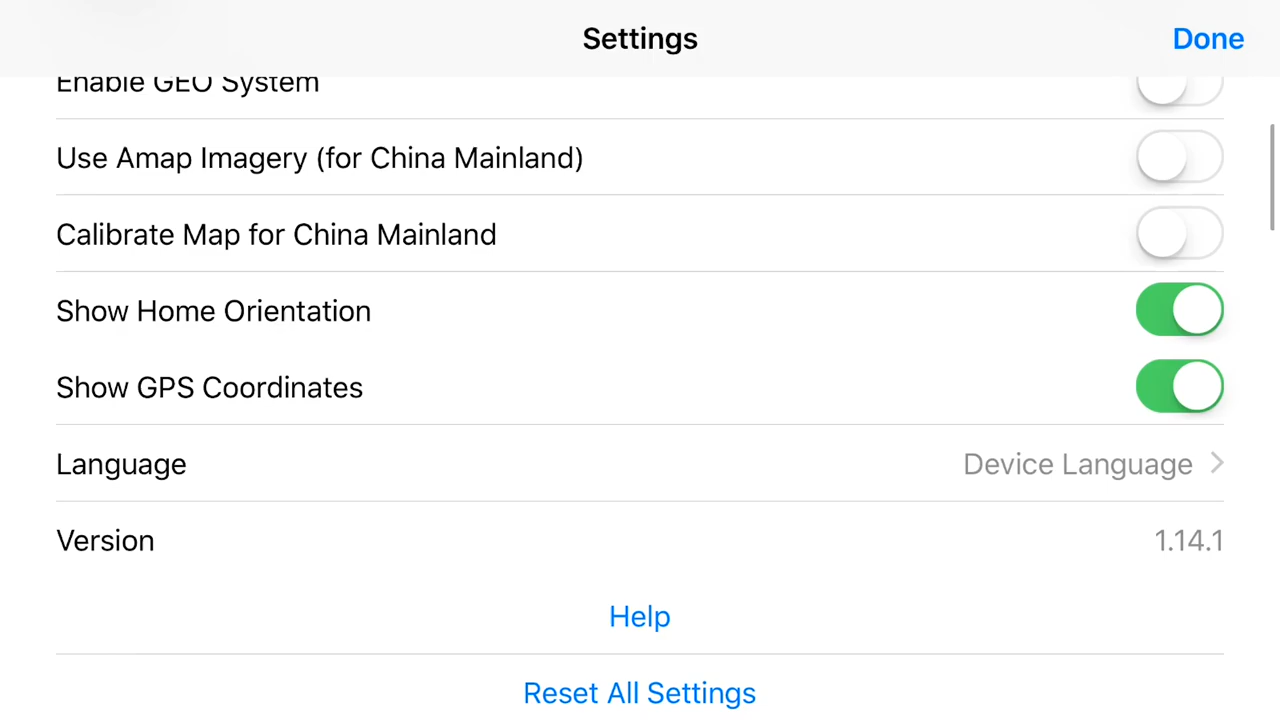 Settings
Done
Enable GEO System
Use Amap Imagery (for China Mainland)
Calibrate Map for China Mainland
Show Home Orientation
Show GPS Coordinates
Language
Device Language
Version
1.14.1
Help
Reset All Settings